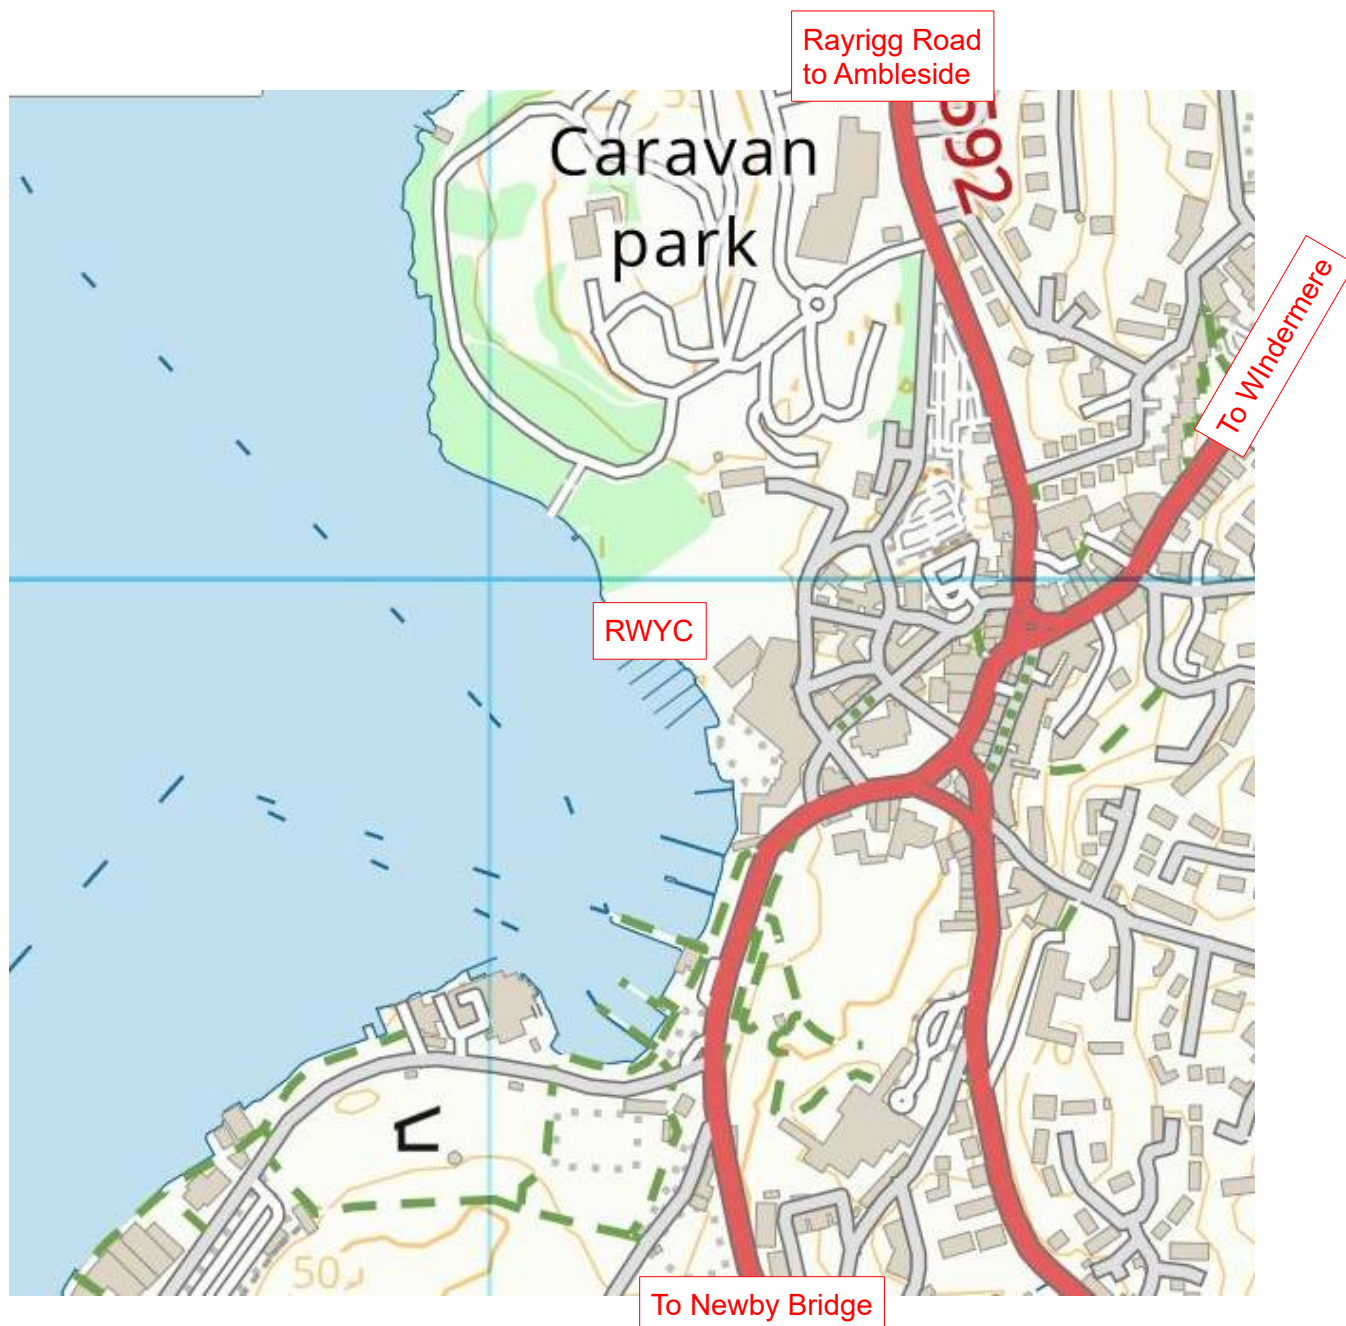 Rayrigg Road
to Ambleside
592
Caravan
park
To WIndermere
RWYC
50
To Newby Bridge